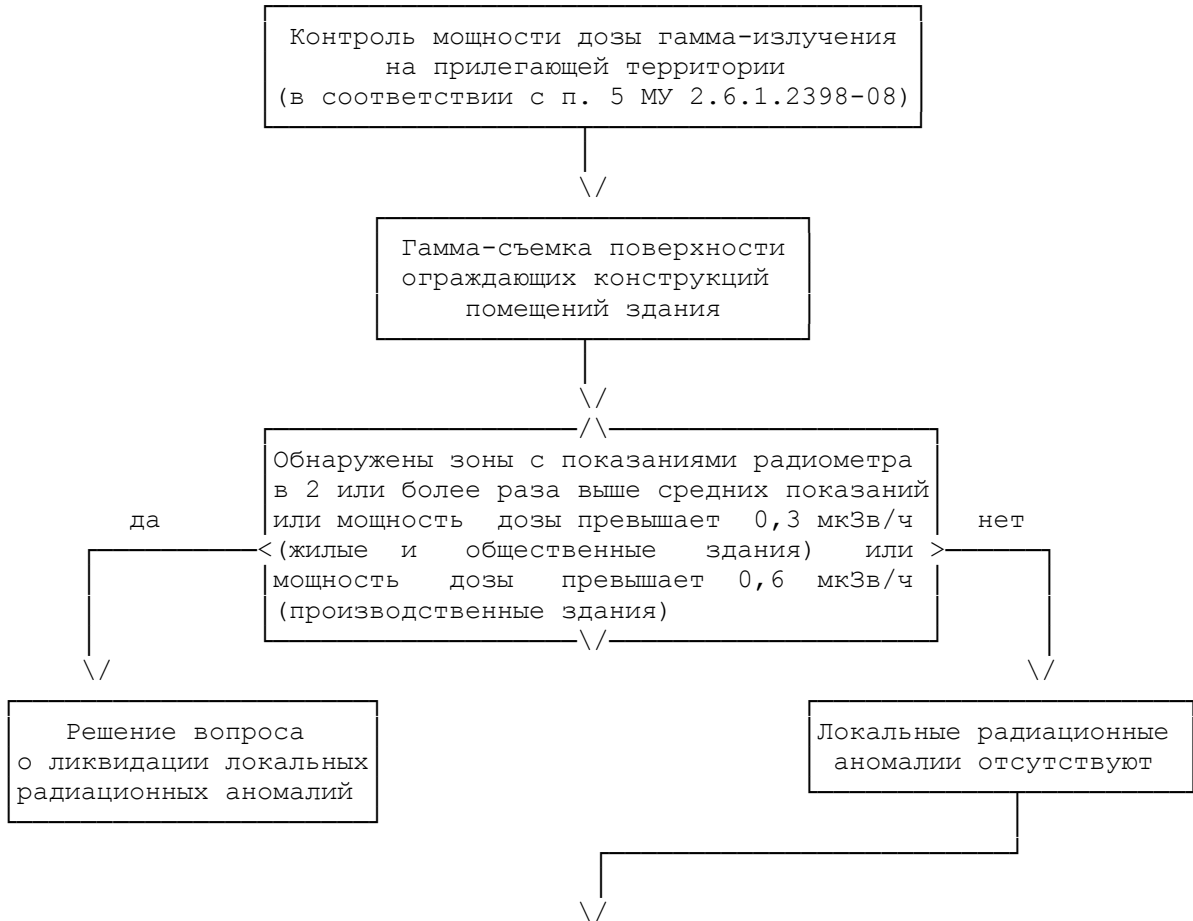 Контроль мощности дозы гамма-излучения
на прилегающей территории
(в соответствии с п. 5 МУ 2.6.1.2398-08)
Гамма-съемка поверхности
ограждающих конструкций
помещений здания
Обнаружены зоны с показаниями радиометра
в 2 или более раза выше средних показаний
или мощность дозы превышает 0,3 мкЗв/ч
(жилые и общественные здания) или
мощность дозы превышает 0,6 мкЗв/ч
(производственные здания)
да
нет
Решение вопроса
о ликвидации локальных
радиационных аномалий
Локальные радиационные
аномалии отсутствуют